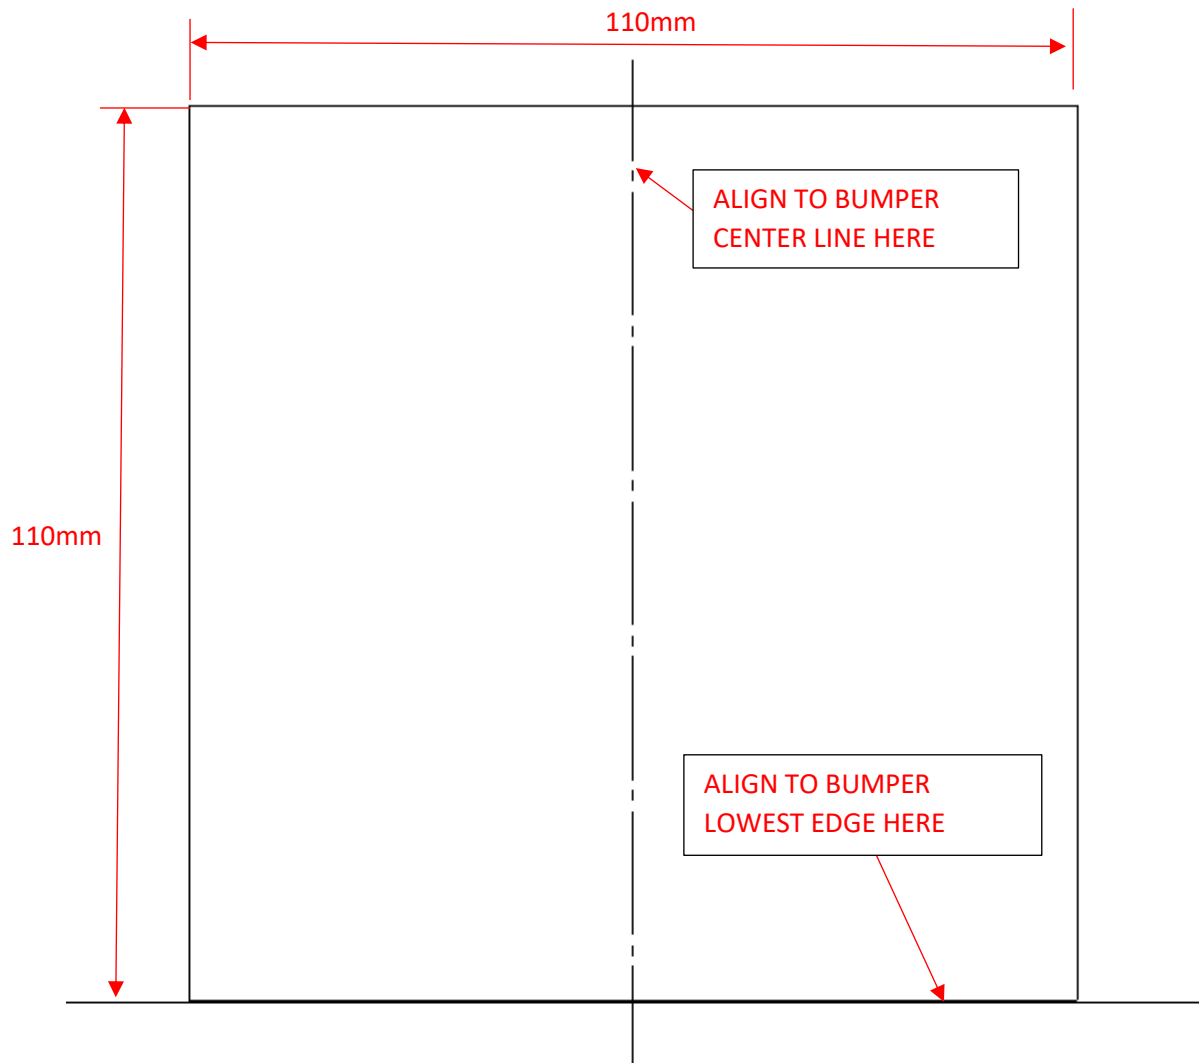 110mm
ALIGN TO BUMPER
CENTER LINE HERE
110mm
ALIGN TO BUMPER
LOWEST EDGE HERE